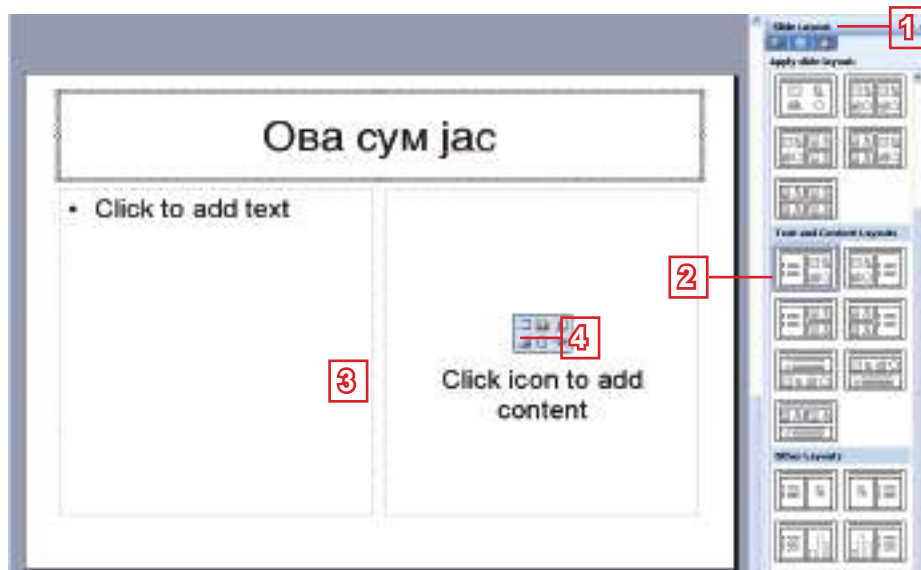 Slide Layout
1
Apply slide layout:
Ова сум јас
• Click to add text
Text and Content Layouts
2
4
3
Click icon to add
content
Other Layouts